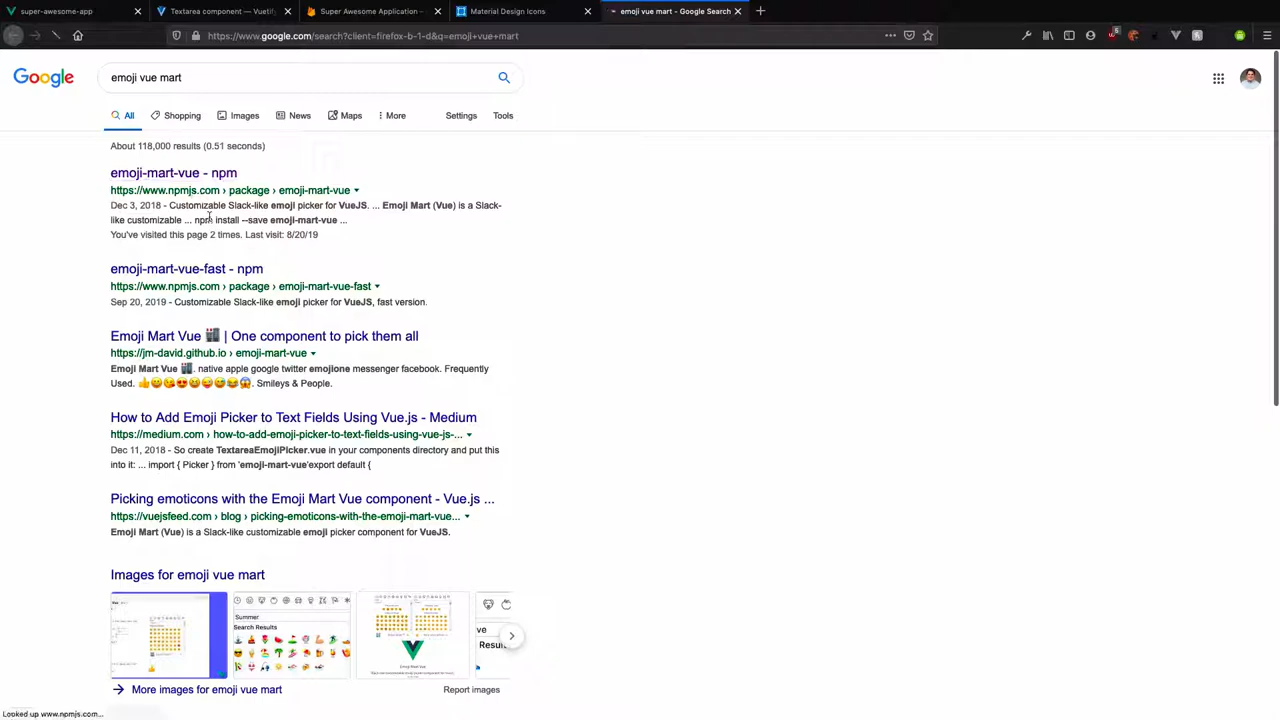 super-awesome-app
Textarea component — Vuetif
Super Awesome Application –
Material Design Icons
emoji vue mart - Google Search
https://www.google.com/search?client=firefox-b-1-d&q=emoji+vue+mart
Google
emoji vue mart
All
Shopping
Images
News
Maps
More
Settings
Tools
About 118,000 results (0.51 seconds)
emoji-mart-vue - npm
https://www.npmjs.com › package › emoji-mart-vue
Dec 3, 2018 - Customizable Slack-like emoji picker for VueJS. ... Emoji Mart (Vue) is a Slack-
like customizable ... npm install --save emoji-mart-vue ...
You've visited this page 2 times. Last visit: 8/20/19
emoji-mart-vue-fast - npm
https://www.npmjs.com › package › emoji-mart-vue-fast
Sep 20, 2019 - Customizable Slack-like emoji picker for VueJS, fast version.
Emoji Mart Vue 🏪 | One component to pick them all
https://jm-david.github.io › emoji-mart-vue
Emoji Mart Vue 🏪. native apple google twitter emojione messenger facebook. Frequently
Used. 👍😀😘😍😆😜😅😂😱. Smileys & People.
How to Add Emoji Picker to Text Fields Using Vue.js - Medium
https://medium.com › how-to-add-emoji-picker-to-text-fields-using-vue-js-...
Dec 11, 2018 - So create TextareaEmojiPicker.vue in your components directory and put this
into it: ... import { Picker } from 'emoji-mart-vue'export default {
Picking emoticons with the Emoji Mart Vue component - Vue.js ...
https://vuejsfeed.com › blog › picking-emoticons-with-the-emoji-mart-vue...
Emoji Mart (Vue) is a Slack-like customizable emoji picker component for VueJS.
Images for emoji vue mart
Summer
Search Results
Emoji Mart Vue
ve
Resul
More images for emoji vue mart
Report images
Looked up www.npmjs.com...